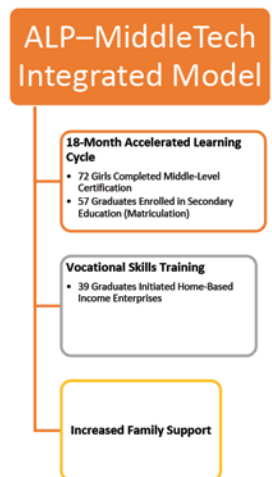 ALP–MiddleTech
Integrated Model
18-Month Accelerated Learning
Cycle
• 72 Girls Completed Middle-Level
Certification
• 57 Graduates Enrolled in Secondary
Education (Matriculation)
Vocational Skills Training
• 39 Graduates Initiated Home-Based
Income Enterprises
Increased Family Support